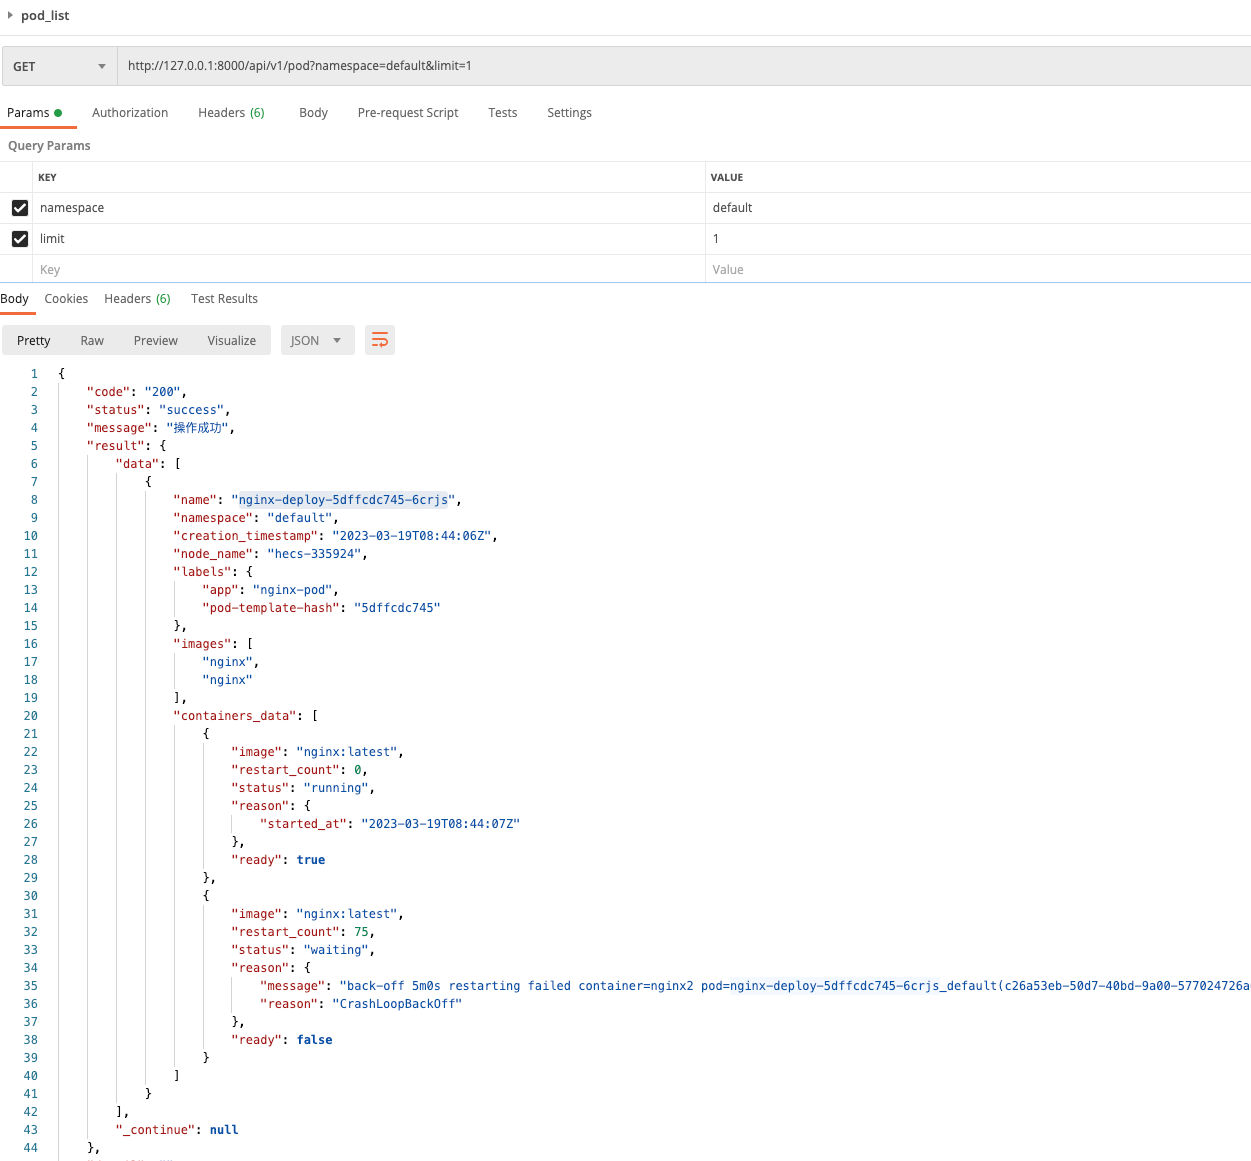 pod_list
GET http://127.0.0.1:8000/api/v1/pod?namespace=default&limit=1
Params Authorization Headers (6) Body Pre-request Script Tests Settings
Query Params
KEY VALUE
namespace default
limit 1
Key Value
Body Cookies Headers (6) Test Results
Pretty Raw Preview Visualize JSON
1 {
2 "code": "200",
3 "status": "success",
4 "message": "操作成功",
5 "result": {
6 "data": [
7 {
8 "name": "nginx-deploy-5dffcdc745-6crjs",
9 "namespace": "default",
10 "creation_timestamp": "2023-03-19T08:44:06Z",
11 "node_name": "hecs-335924",
12 "labels": {
13 "app": "nginx-pod",
14 "pod-template-hash": "5dffcdc745"
15 },
16 "images": [
17 "nginx",
18 "nginx"
19 ],
20 "containers_data": [
21 {
22 "image": "nginx:latest",
23 "restart_count": 0,
24 "status": "running",
25 "reason": {
26 "started_at": "2023-03-19T08:44:07Z"
27 },
28 "ready": true
29 },
30 {
31 "image": "nginx:latest",
32 "restart_count": 75,
33 "status": "waiting",
34 "reason": {
35 "message": "back-off 5m0s restarting failed container=nginx2 pod=nginx-deploy-5dffcdc745-6crjs_default(c26a53eb-50d7-40bd-9a00-577024726a
36 "reason": "CrashLoopBackOff"
37 },
38 "ready": false
39 }
40 ]
41 }
42 ],
43 "_continue": null
44 },